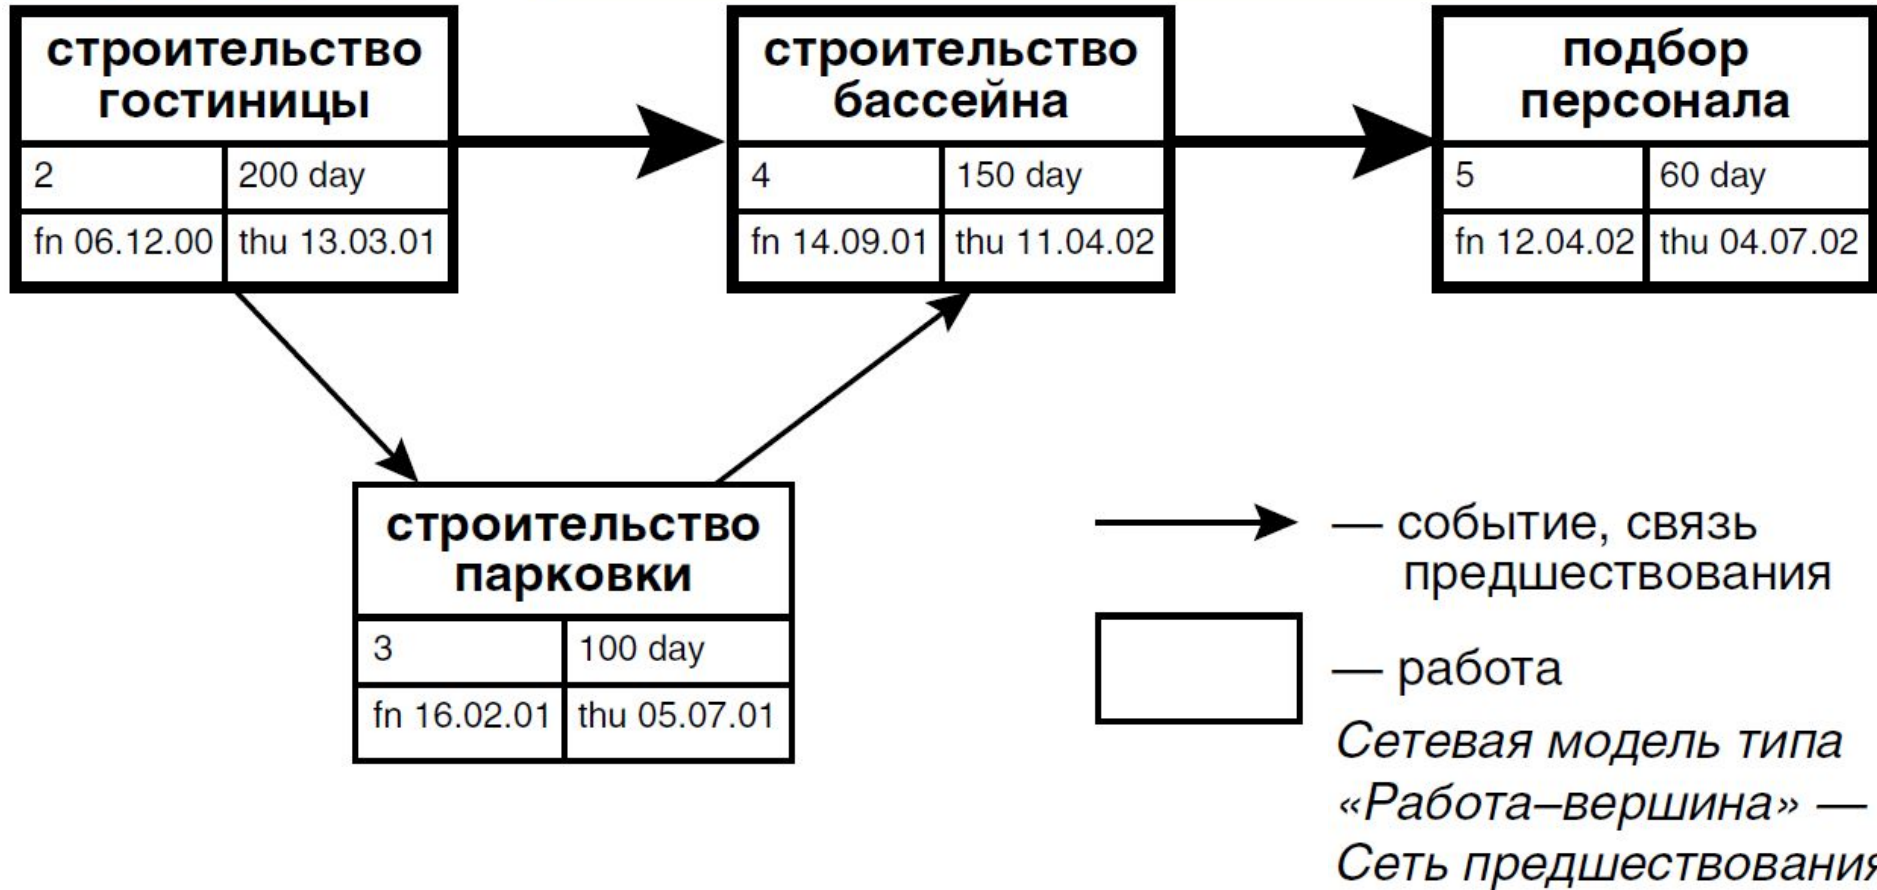 строительство
гостиницы
2 200 day
fn 06.12.00 thu 13.03.01
строительство
бассейна
4 150 day
fn 14.09.01 thu 11.04.02
подбор
персонала
5 60 day
fn 12.04.02 thu 04.07.02
строительство
парковки
3 100 day
fn 16.02.01 thu 05.07.01
— событие, связь
предшествования
— работа
Сетевая модель типа
«Работа–вершина» —
Сеть предшествования